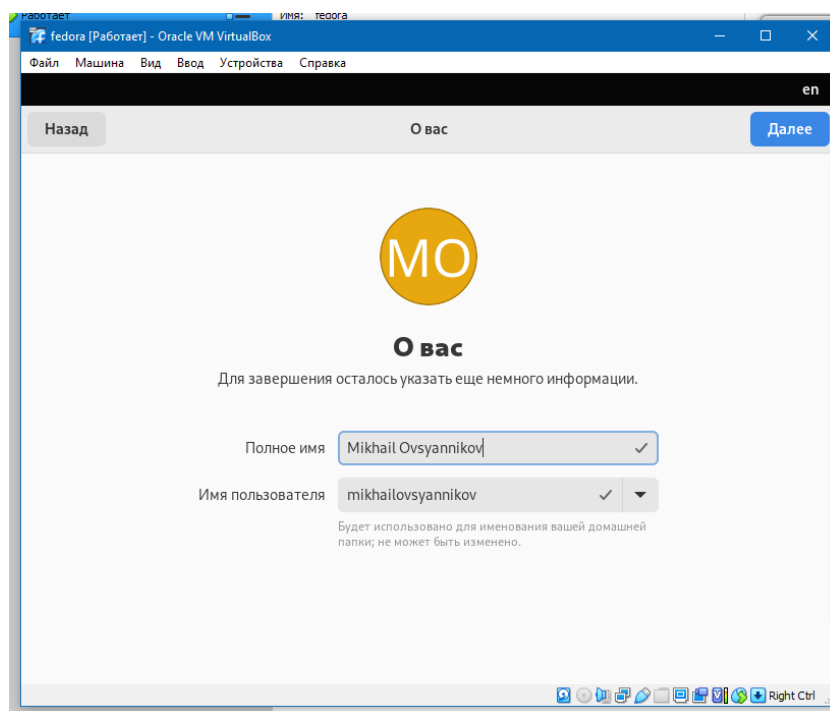 Работает
Имя: fedora
fedora [Работает] - Oracle VM VirtualBox
Файл Машина Вид Ввод Устройства Справка
en
Назад О вас Далее
MO
О вас
Для завершения осталось указать еще немного информации.
Полное имя Mikhail Ovsyannikov
Имя пользователя mikhailovsyannikov
Будет использовано для именования вашей домашней
папки; не может быть изменено.
Right Ctrl